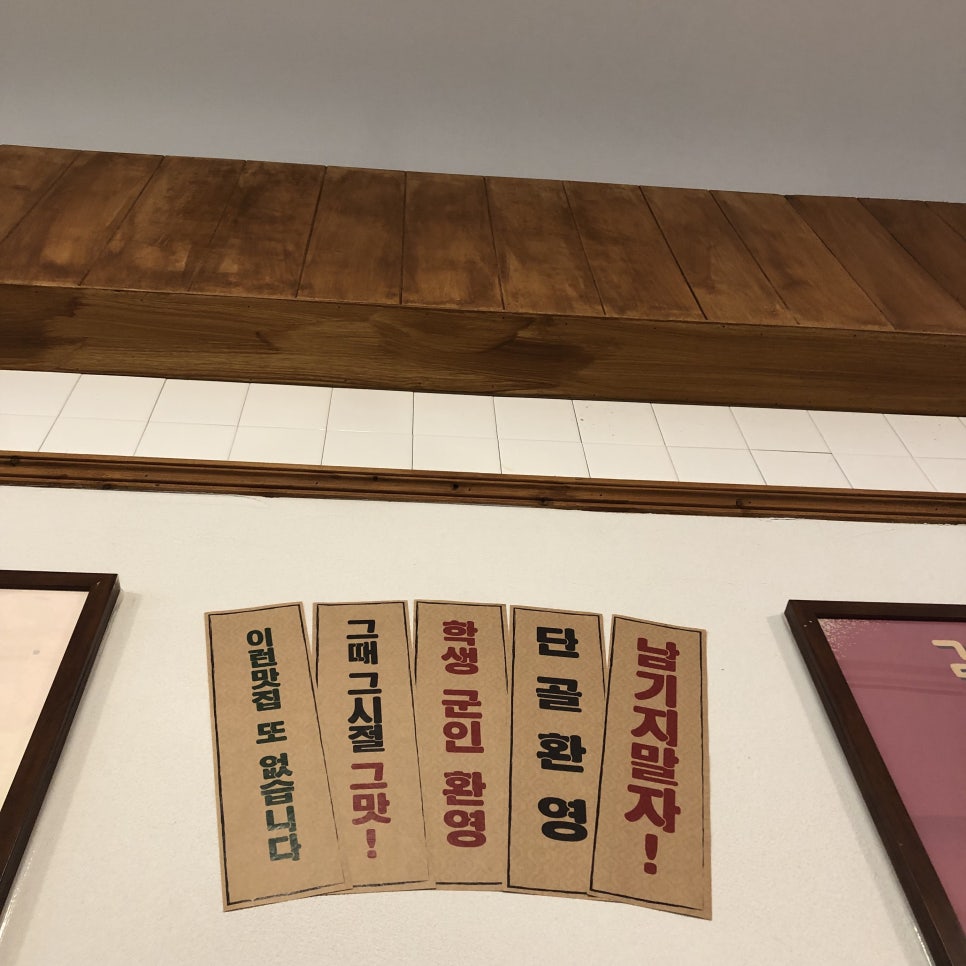 이런맛집 또 없습니다
그때 그시절 그맛!
학생 군인 환영
단골환영
남기지말자!